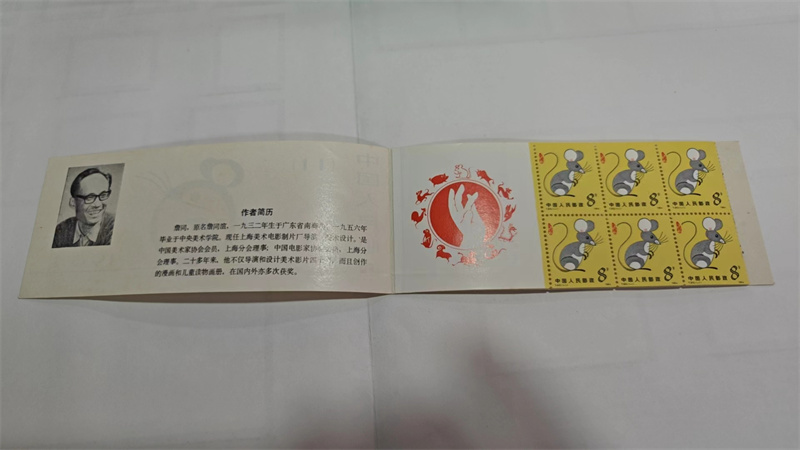 作者简历
詹同，原名詹同渲，一九三二年生于广东省南 一九五六年
毕业于中央美术学院。现任上海美术电影制片厂导演、 术设计。是
中国美术家协会会员，上海分会理事；中国电影家协 上海分
会理事。二十多年来，他不仅导演和设计美术影片四 而且创作
的漫画和儿童读物画册，在国内外亦多次获奖。
8分 8分 8分
中国人民邮政 中国人民邮政 中国人民邮政
8分 8分 8分
中国人民邮政 中国人民邮政 中国人民邮政